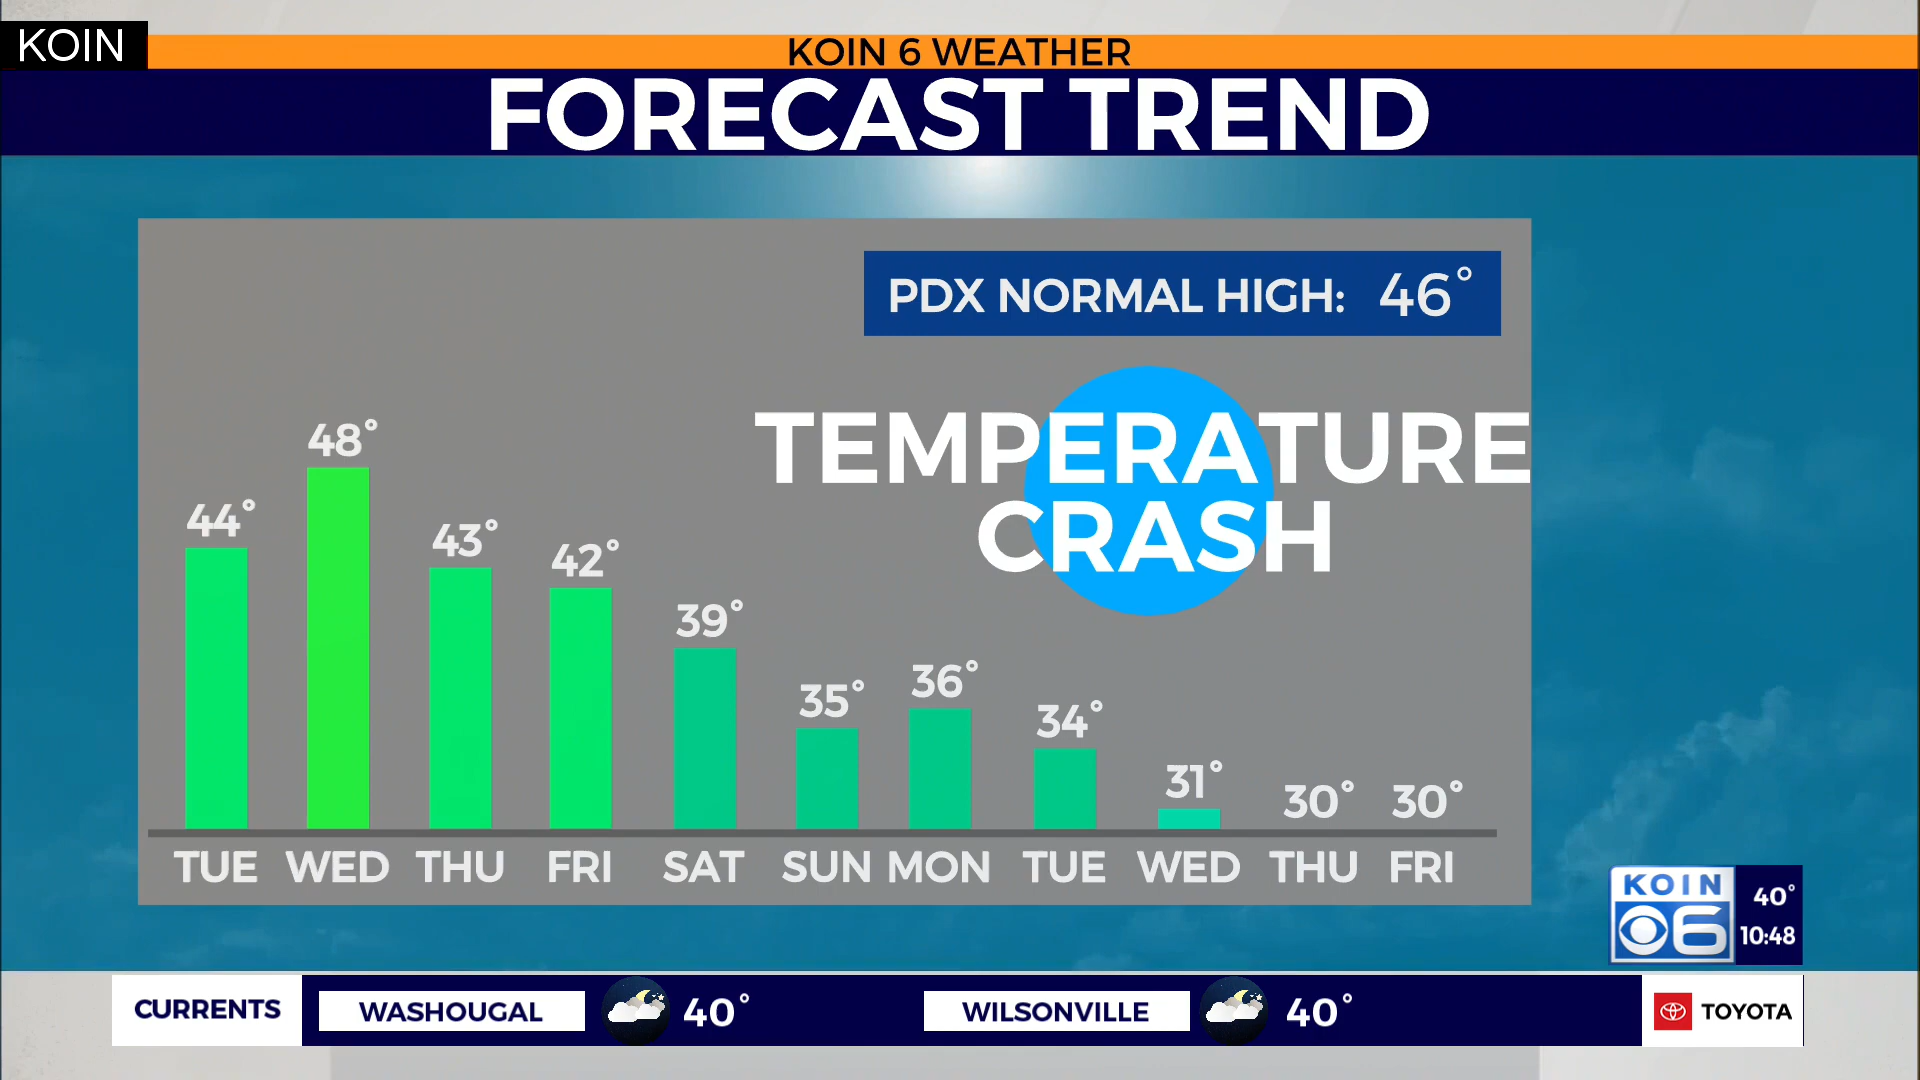 KOIN
KOIN 6 WEATHER
FORECAST TREND
PDX NORMAL HIGH: 46°
TEMPERATURE
CRASH
44° 48° 43° 42° 39° 35° 36° 34° 31° 30° 30°
TUE WED THU FRI SAT SUN MON TUE WED THU FRI
KOIN
6
40°
10:48
CURRENTS WASHOUGAL 40° WILSONVILLE 40° TOYOTA